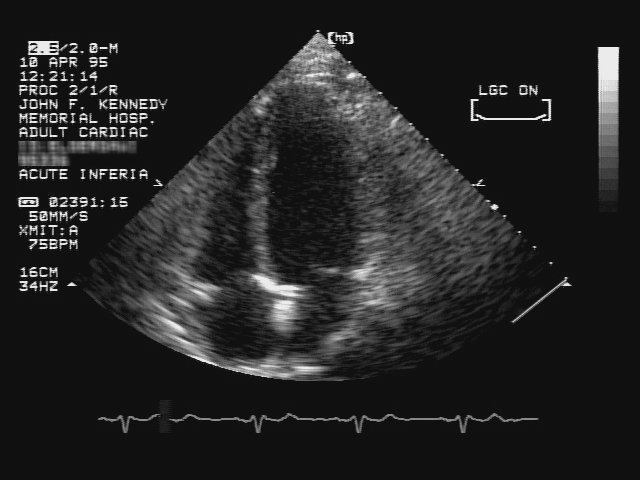 2.5/2.0-M
10 APR 95
12:21:14
PROC 2/1/R
JOHN F. KENNEDY
MEMORIAL HOSP.
ADULT CARDIAC
ACUTE INFERIA
02391:15
50MM/S
XMIT:A
75BPM
16CM
34HZ
hp
LGC ON